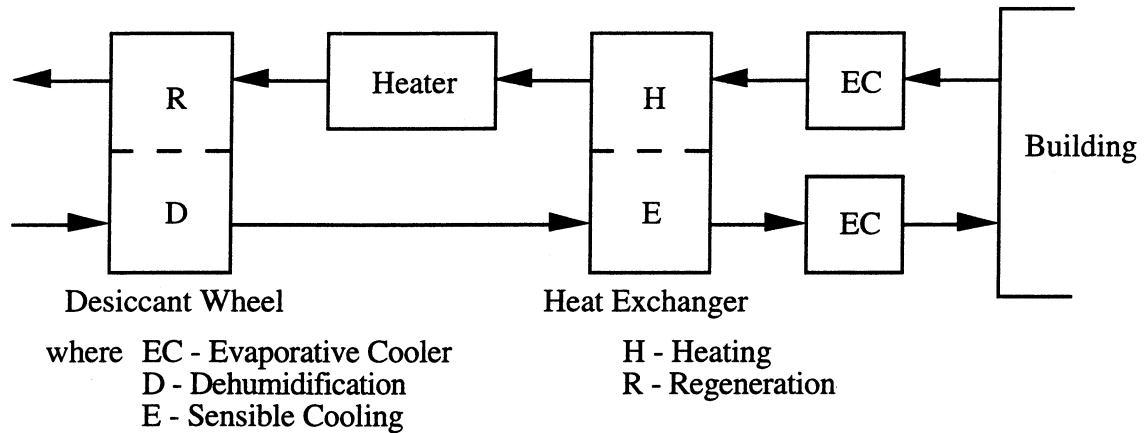 R
Heater
H
EC
Building
D
E
EC
Desiccant Wheel
Heat Exchanger
where EC - Evaporative Cooler
H - Heating
D - Dehumidification
R - Regeneration
E - Sensible Cooling